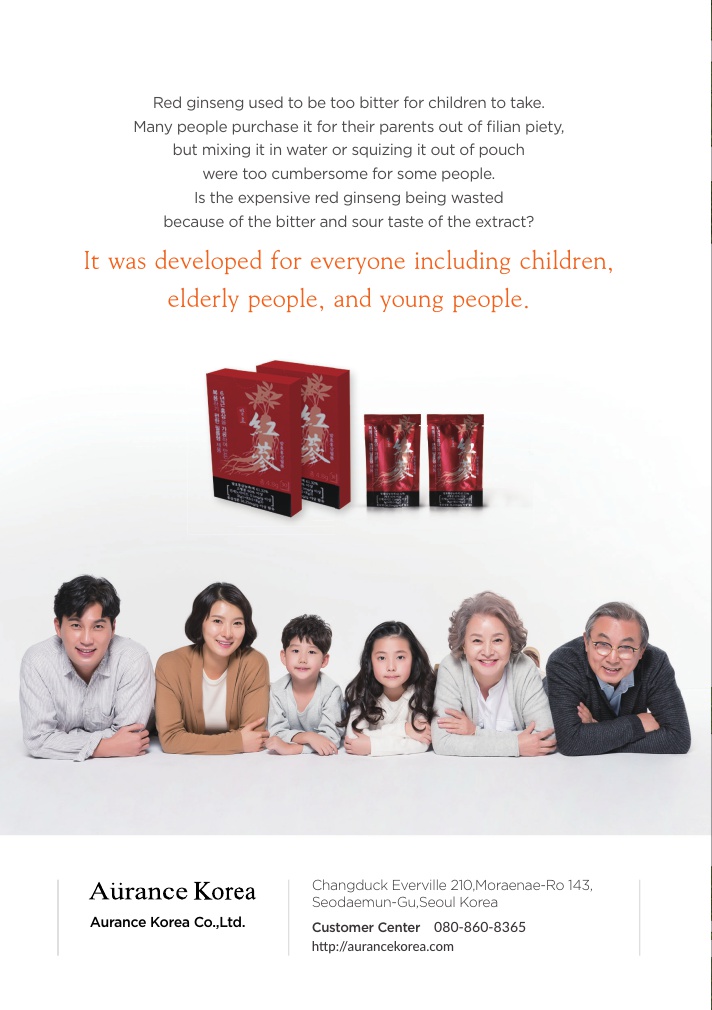 Red ginseng used to be too bitter for children to take.
Many people purchase it for their parents out of filian piety,
but mixing it in water or squizing it out of pouch
were too cumbersome for some people.
Is the expensive red ginseng being wasted
because of the bitter and sour taste of the extract?
It was developed for everyone including children,
elderly people, and young people.
紅
蔘
紅
蔘
紅
蔘
紅
蔘
Aürance Korea
Aurance Korea Co.,Ltd.
Changduck Everville 210,Moraenae-Ro 143,
Seodaemun-Gu,Seoul Korea
Customer Center 080-860-8365
http://aurancekorea.com